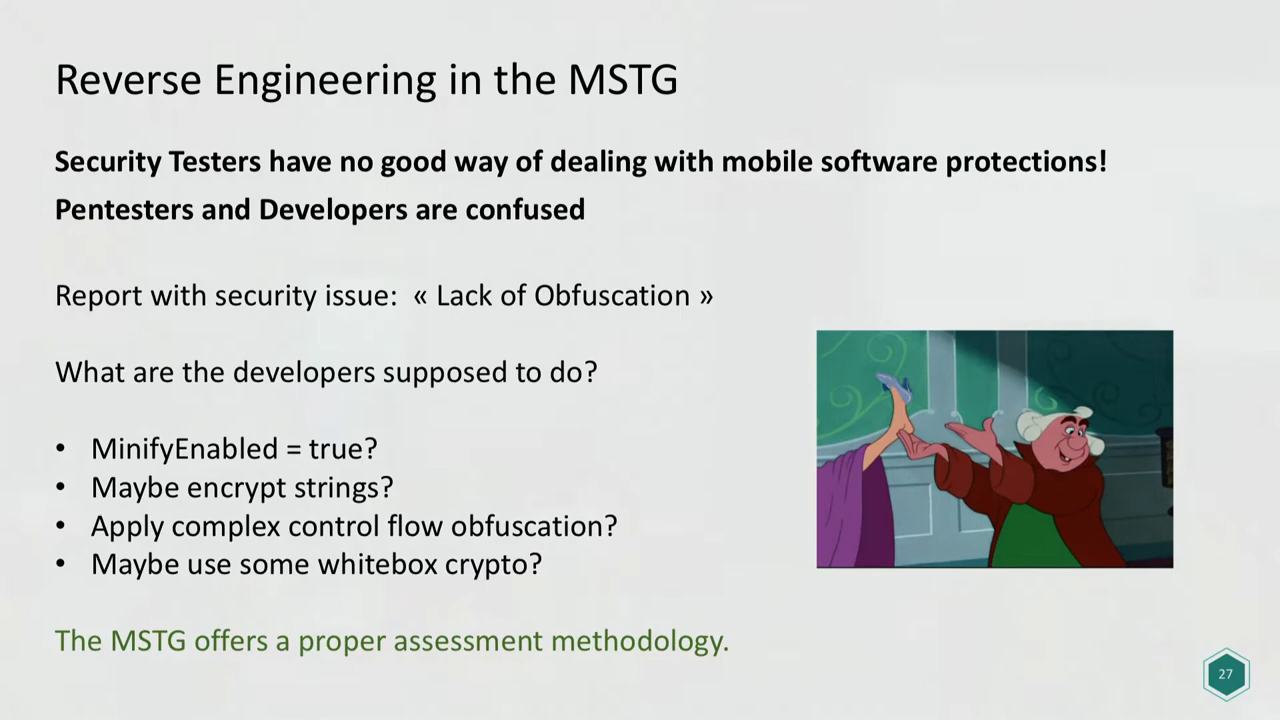 Reverse Engineering in the MSTG
Security Testers have no good way of dealing with mobile software protections!
Pentesters and Developers are confused
Report with security issue:  « Lack of Obfuscation »
What are the developers supposed to do?
• MinifyEnabled = true?
• Maybe encrypt strings?
• Apply complex control flow obfuscation?
• Maybe use some whitebox crypto?
The MSTG offers a proper assessment methodology.
27